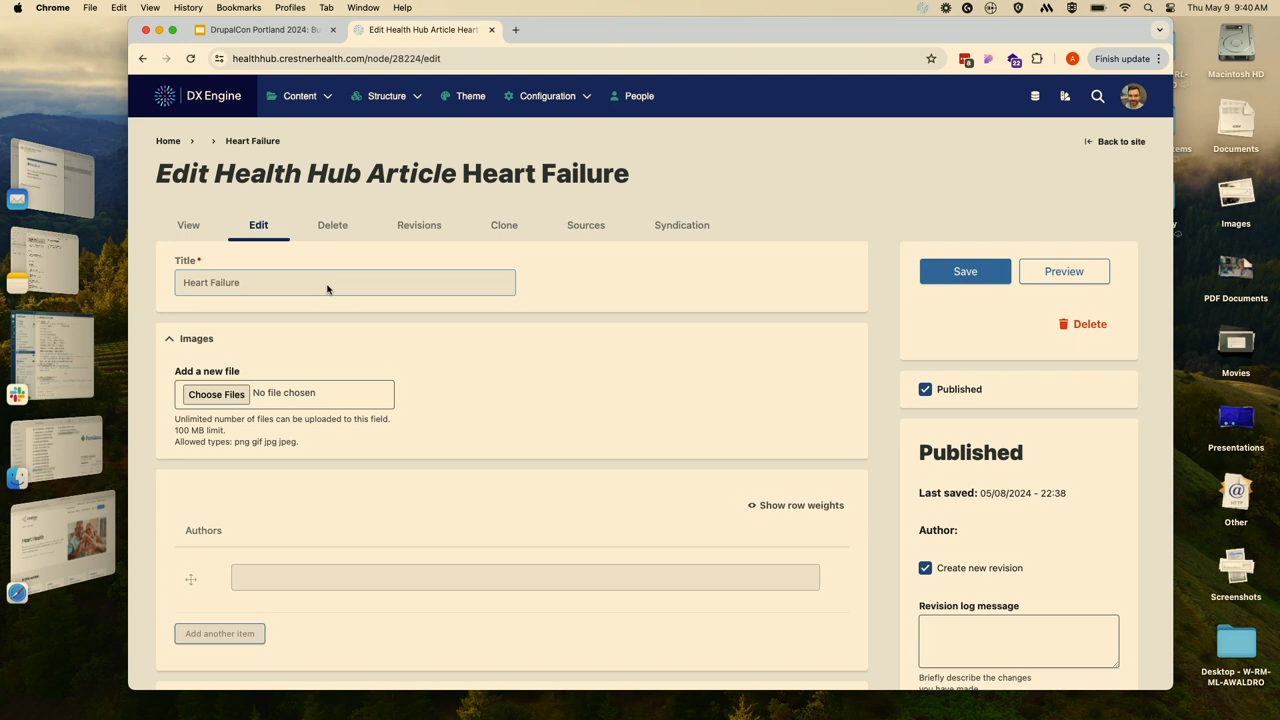 Chrome File Edit View History Bookmarks Profiles Tab Window Help
Thu May 9 9:40 AM
DrupalCon Portland 2024: Bu
Edit Health Hub Article Heart
healthhub.crestnerhealth.com/node/28224/edit
8
22
A
Finish update
DX Engine
Content
Structure
Theme
Configuration
People
Home > > Heart Failure
Back to site
Edit Health Hub Article Heart Failure
View
Edit
Delete
Revisions
Clone
Sources
Syndication
Title*
Heart Failure
Save
Preview
Delete
Images
Add a new file
Choose Files No file chosen
Unlimited number of files can be uploaded to this field.
100 MB limit.
Allowed types: png gif jpg jpeg.
Published
Published
Last saved: 05/08/2024 - 22:38
Author:
Create new revision
Revision log message
Briefly describe the changes
you have made.
Show row weights
Authors
Add another item
Macintosh HD
Documents
Images
PDF Documents
Movies
Presentations
Other
Screenshots
Desktop - W-RM-
ML-AWALDRO